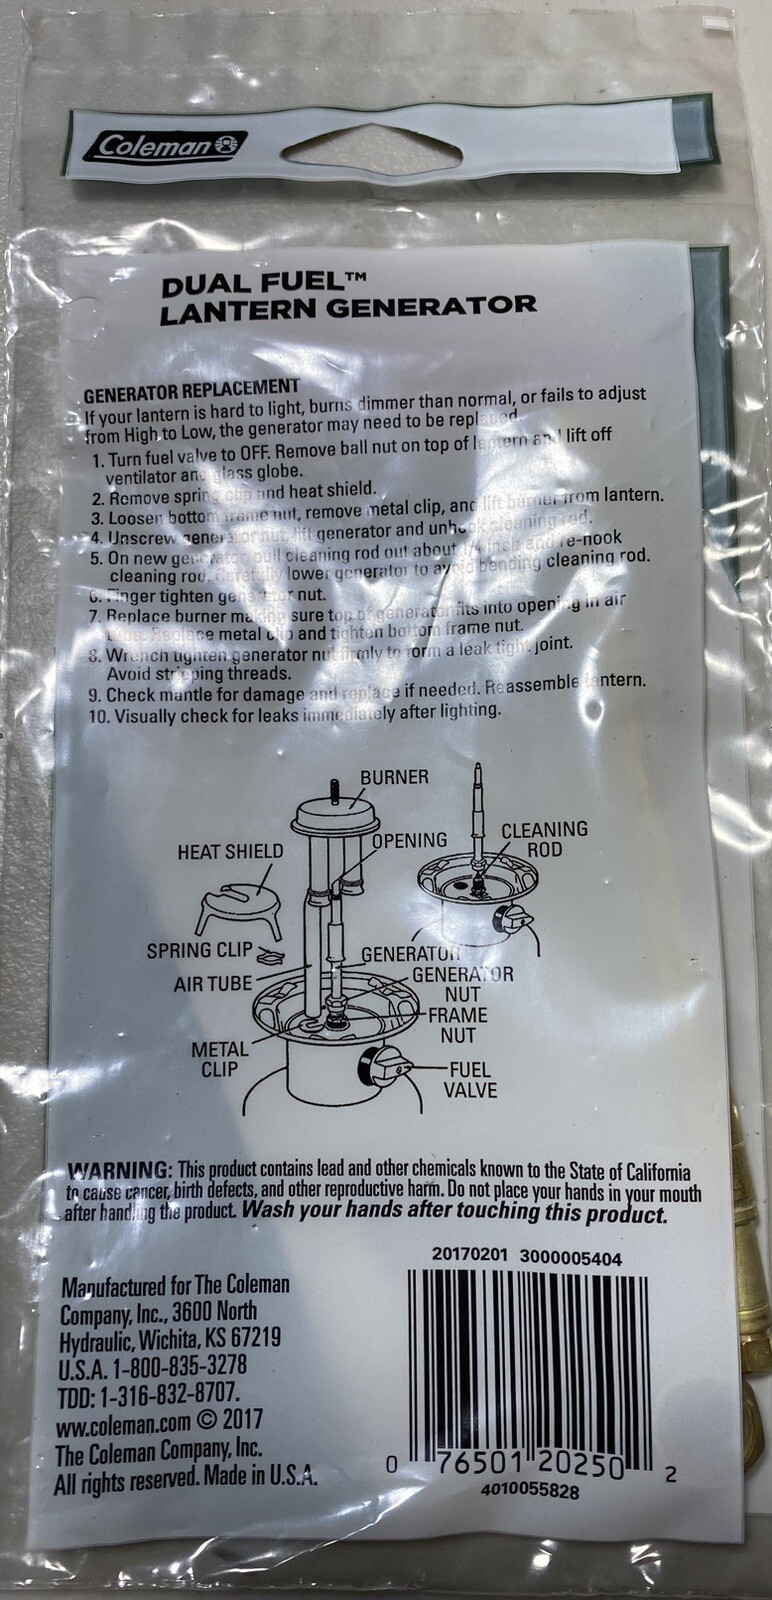 Coleman
DUAL FUEL™
LANTERN GENERATOR
GENERATOR REPLACEMENT
If your lantern is hard to light, burns dimmer than normal, or fails to adjust
from High to Low, the generator may need to be replaced.
1. Turn fuel valve to OFF. Remove ball nut on top of lantern and lift off
ventilator and glass globe.
2. Remove spring clip and heat shield.
3. Loosen bottom frame nut, remove metal clip, and lift burner from lantern.
4. Unscrew generator nut, lift generator and unhook cleaning rod.
5. On new generator, pull cleaning rod out about 1/4 inch and re-hook
cleaning rod. Carefully lower generator to avoid bending cleaning rod.
6. Finger tighten generator nut.
7. Replace burner making sure top of generator fits into opening in air
tube. Replace metal clip and tighten bottom frame nut.
8. Wrench tighten generator nut firmly to form a leak tight joint.
Avoid stripping threads.
9. Check mantle for damage and replace if needed. Reassemble lantern.
10. Visually check for leaks immediately after lighting.
BURNER
OPENING
CLEANING
ROD
HEAT SHIELD
SPRING CLIP
GENERATOR
AIR TUBE
GENERATOR
NUT
FRAME
NUT
METAL
CLIP
FUEL
VALVE
WARNING: This product contains lead and other chemicals known to the State of California
to cause cancer, birth defects, and other reproductive harm. Do not place your hands in your mouth
after handling the product. Wash your hands after touching this product.
20170201 3000005404
Manufactured for The Coleman
Company, Inc., 3600 North
Hydraulic, Wichita, KS 67219
U.S.A. 1-800-835-3278
TDD: 1-316-832-8707.
ww.coleman.com © 2017
The Coleman Company, Inc.
All rights reserved. Made in U.S.A.
0 76501 20250 2
4010055828